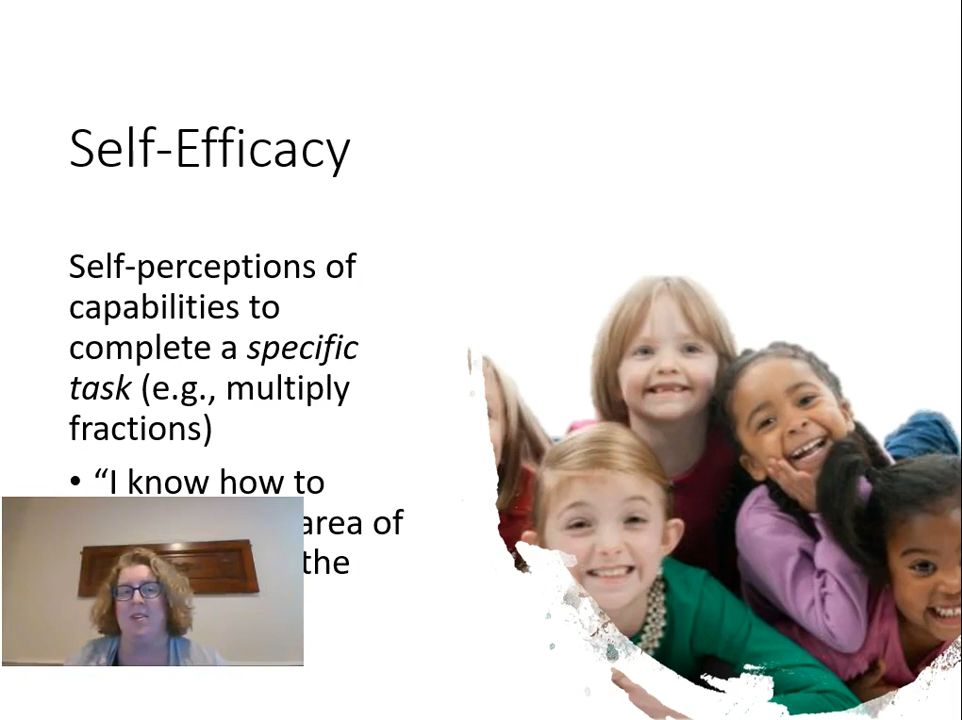 Self-Efficacy
Self-perceptions of
capabilities to
complete a specific
task (e.g., multiply
fractions)
• “I know how to
area of
the